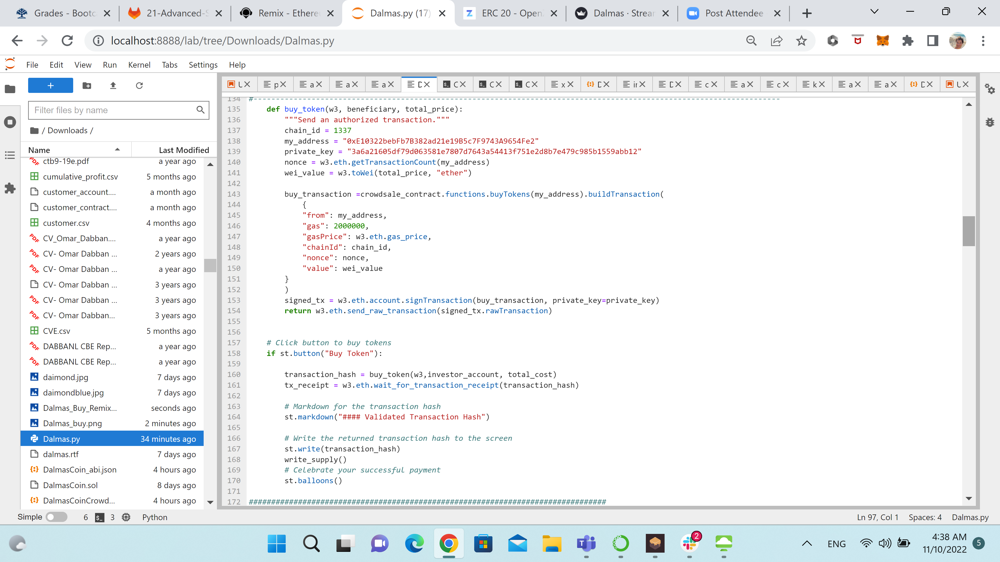 Grades - Bootc
21-Advanced-S
Remix - Ethereu
Dalmas.py (17)
ERC 20 - OpenZ
Dalmas · Stream
Post Attendee
localhost:8888/lab/tree/Downloads/Dalmas.py
File Edit View Run Kernel Tabs Settings Help
Filter files by name
/ Downloads /
Name Last Modified
ctb9-19e.pdf a year ago
cumulative_profit.csv 5 months ago
customer_account.... a month ago
customer_contract.... a month ago
customer.csv 4 months ago
CV_Omar_Dabban.... a year ago
CV- Omar Dabban ... 2 years ago
CV- Omar Dabban ... a year ago
CV- Omar Dabban ... 3 years ago
CV- Omar Dabban ... 3 years ago
CV- Omar Dabban... 3 years ago
CVE.csv 5 months ago
DABBANL CBE Rep... a year ago
DABBANL CBE Rep... a year ago
daimond.jpg 7 days ago
daimondblue.jpg 7 days ago
Dalmas_Buy_Remix... seconds ago
Dalmas_buy.png 2 minutes ago
Dalmas.py 34 minutes ago
dalmas.rtf 7 days ago
DalmasCoin_abi.json 4 hours ago
DalmasCoin.sol 8 days ago
DalmasCoinCrowd... 4 hours ago
134 #----------------------------------------------------------------------------------------------------------------------
135 def buy_token(w3, beneficiary, total_price):
136 """Send an authorized transaction."""
137 chain_id = 1337
138 my_address = "0xE10322bebFb7B382ad21e19B5c7F9743A9654Fe2"
139 private_key = "3a6a21605df79d063581e7807d7643a54413f751e2d8b7e479c985b1559abb12"
140 nonce = w3.eth.getTransactionCount(my_address)
141 wei_value = w3.toWei(total_price, "ether")
142
143 buy_transaction =crowdsale_contract.functions.buyTokens(my_address).buildTransaction(
144 {
145 "from": my_address,
146 "gas": 2000000,
147 "gasPrice": w3.eth.gas_price,
148 "chainId": chain_id,
149 "nonce": nonce,
150 "value": wei_value
151 }
152 )
153 signed_tx = w3.eth.account.signTransaction(buy_transaction, private_key=private_key)
154 return w3.eth.send_raw_transaction(signed_tx.rawTransaction)
155
156
157 # Click button to buy tokens
158 if st.button("Buy Token"):
159
160 transaction_hash = buy_token(w3,investor_account, total_cost)
161 tx_receipt = w3.eth.wait_for_transaction_receipt(transaction_hash)
162
163 # Markdown for the transaction hash
164 st.markdown("#### Validated Transaction Hash")
165
166 # Write the returned transaction hash to the screen
167 st.write(transaction_hash)
168 write_supply()
169 # Celebrate your successful payment
170 st.balloons()
171
172 ################################################################################
Simple 6 $_ 3 Python
Ln 97, Col 1 Spaces: 4 Dalmas.py
2
ENG
4:38 AM
11/10/2022
5